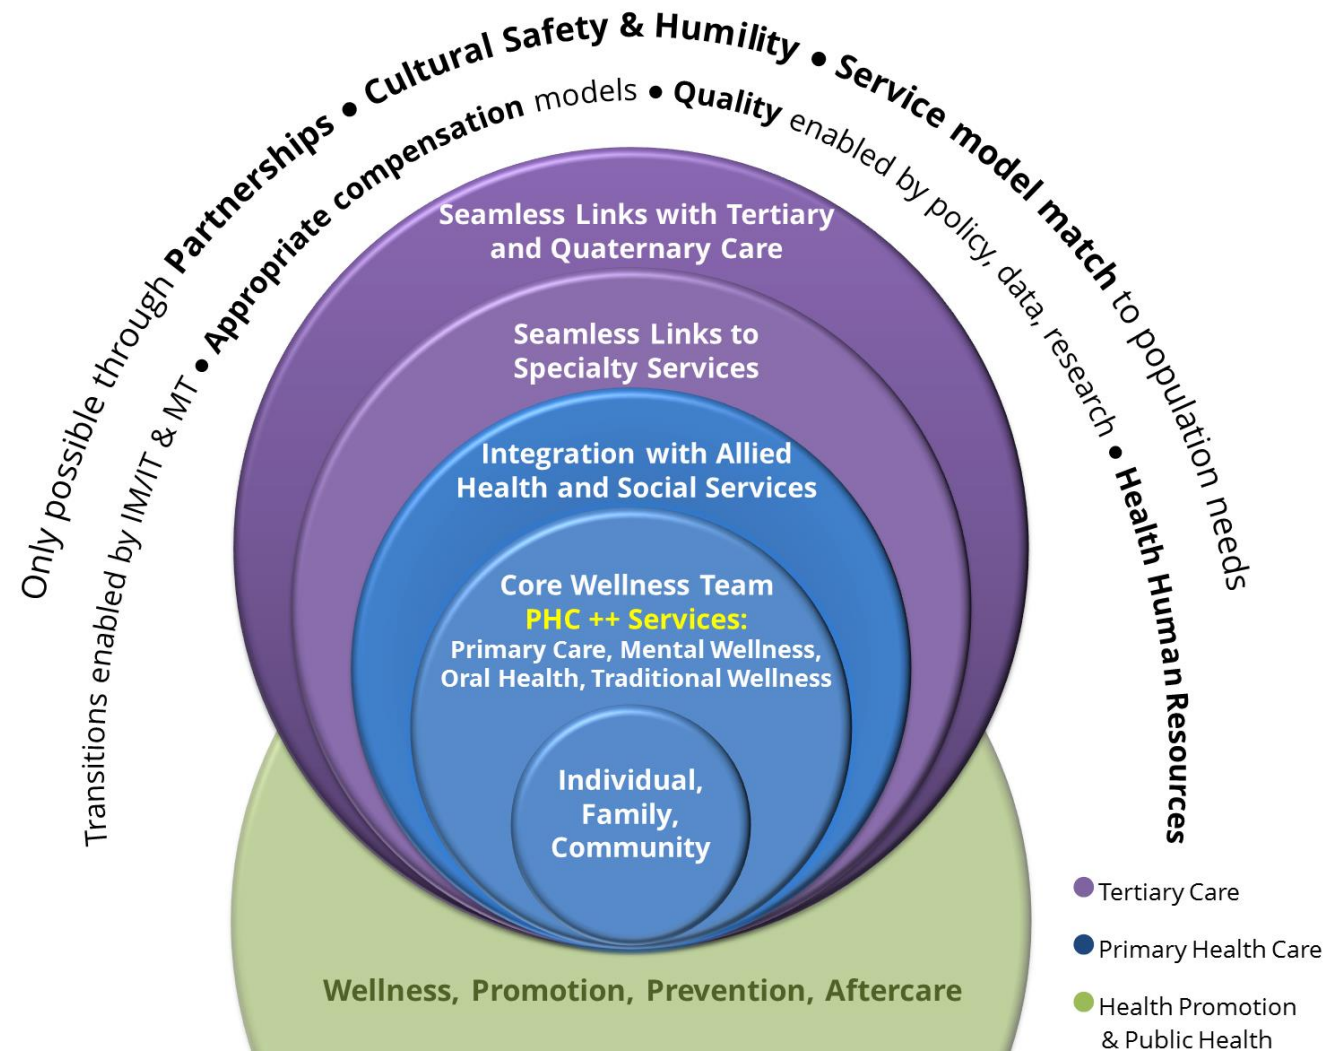 Only possible through Partnerships • Cultural Safety & Humility • Service model match to population needs
Transitions enabled by IM/IT & MT • Appropriate compensation models • Quality enabled by policy, data, research • Health Human Resources
Seamless Links with Tertiary
and Quaternary Care
Seamless Links to
Specialty Services
Integration with Allied
Health and Social Services
Core Wellness Team
PHC ++ Services:
Primary Care, Mental Wellness,
Oral Health, Traditional Wellness
Individual,
Family,
Community
Wellness, Promotion, Prevention, Aftercare
Tertiary Care
Primary Health Care
Health Promotion
& Public Health